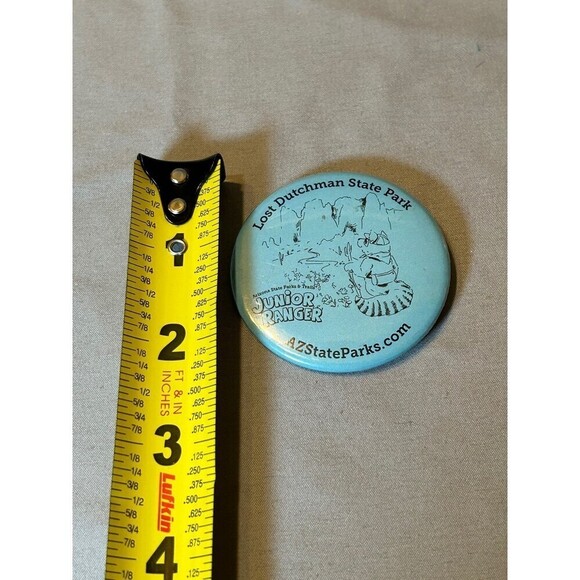 Lost Dutchman State Park
Arizona State Parks & Trails
JUNiOR
RANGER
AZStateParks.com
1
2
FT & IN
INCHES
3
Lufkin
4